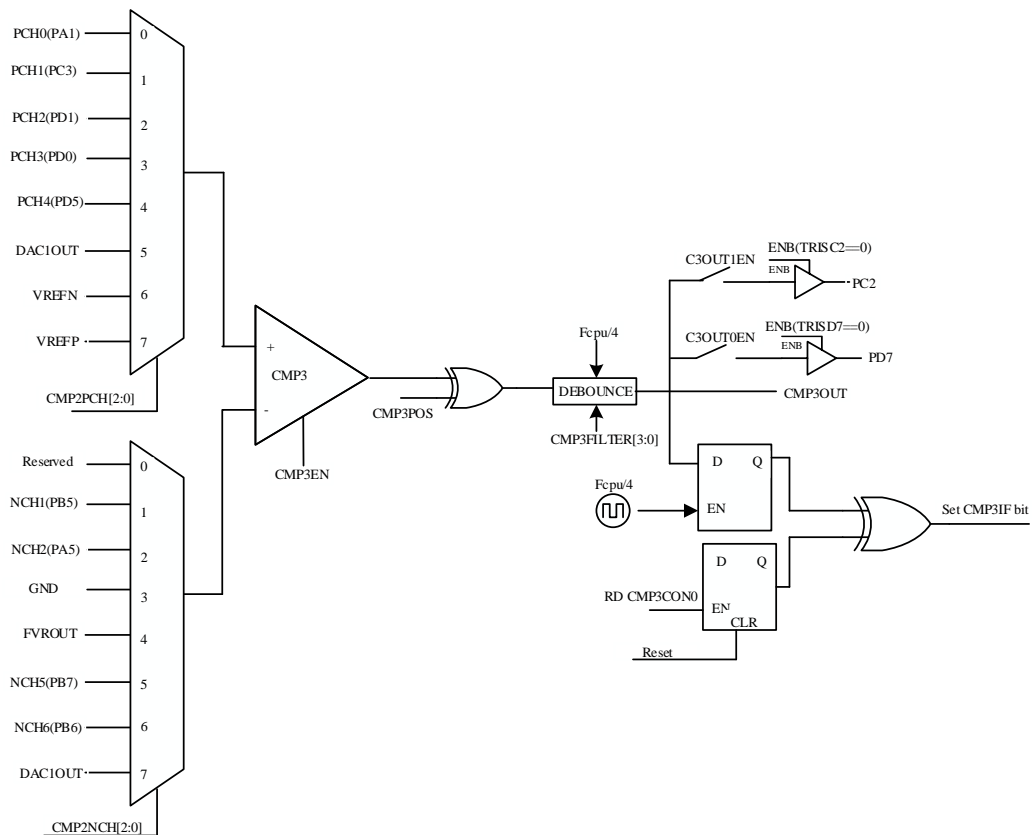 PCH0(PA1)
0
PCH1(PC3)
1
PCH2(PD1)
2
PCH3(PD0)
3
PCH4(PD5)
4
DAC1OUT
5
VREFN
6
VREFP
7
CMP2PCH[2:0]
Reserved
0
NCH1(PB5)
1
NCH2(PA5)
2
GND
3
FVROUT
4
NCH5(PB7)
5
NCH6(PB6)
6
DAC1OUT
7
CMP2NCH[2:0]
+
CMP3
-
CMP3EN
CMP3POS
Fcpu/4
DEBOUNCE
CMP3FILTER[3:0]
ENB(TRISC2==0)
C3OUT1EN
ENB
PC2
ENB(TRISD7==0)
C3OUT0EN
ENB
PD7
CMP3OUT
Fcpu/4
D Q
EN
D Q
RD CMP3CON0
EN
CLR
Reset
Set CMP3IF bit